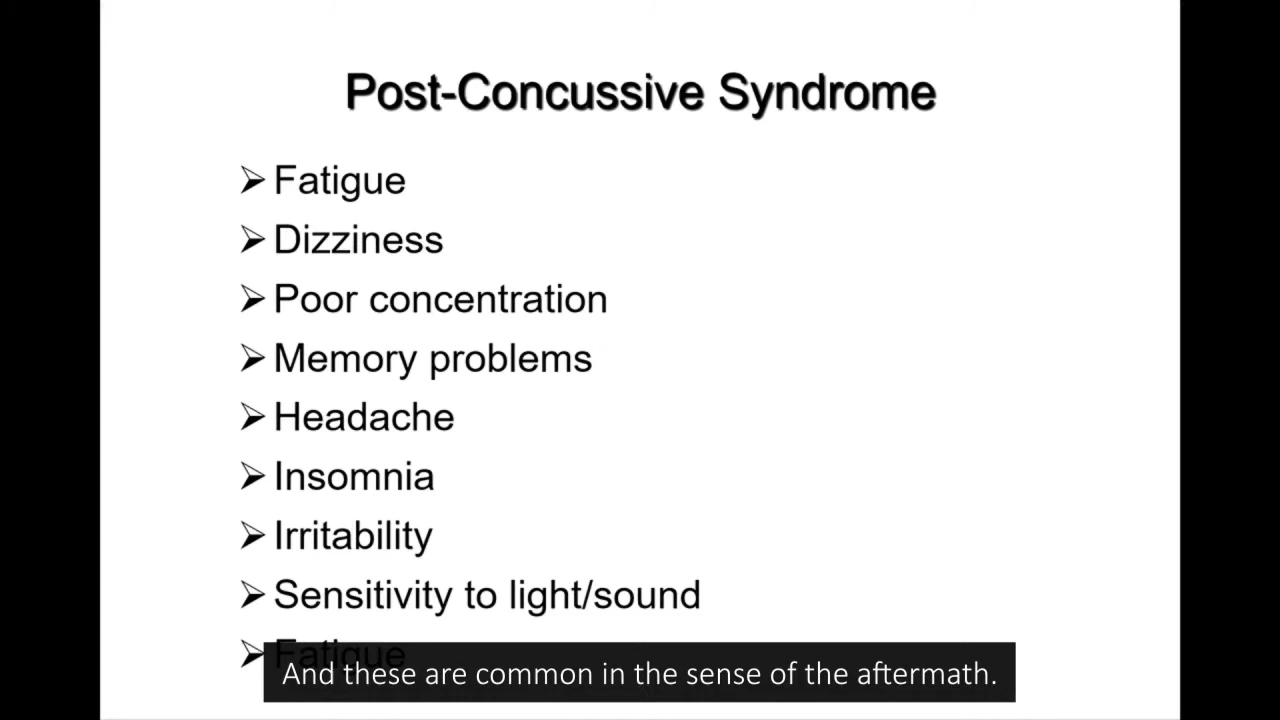 Post-Concussive Syndrome
➢ Fatigue
➢ Dizziness
➢ Poor concentration
➢ Memory problems
➢ Headache
➢ Insomnia
➢ Irritability
➢ Sensitivity to light/sound
➢ Fatigue
And these are common in the sense of the aftermath.